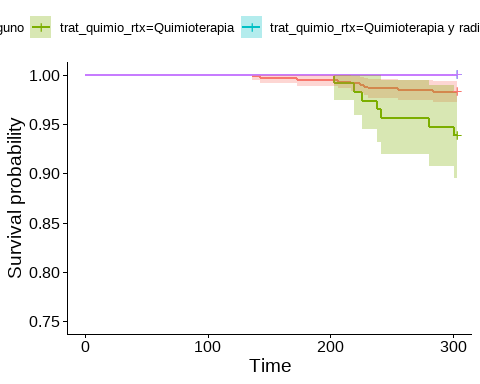 guno trat_quimio_rtx=Quimioterapia trat_quimio_rtx=Quimioterapia y radi
1.00
0.95
0.90
0.85
0.80
0.75
Survival probability
0 100 200 300
Time